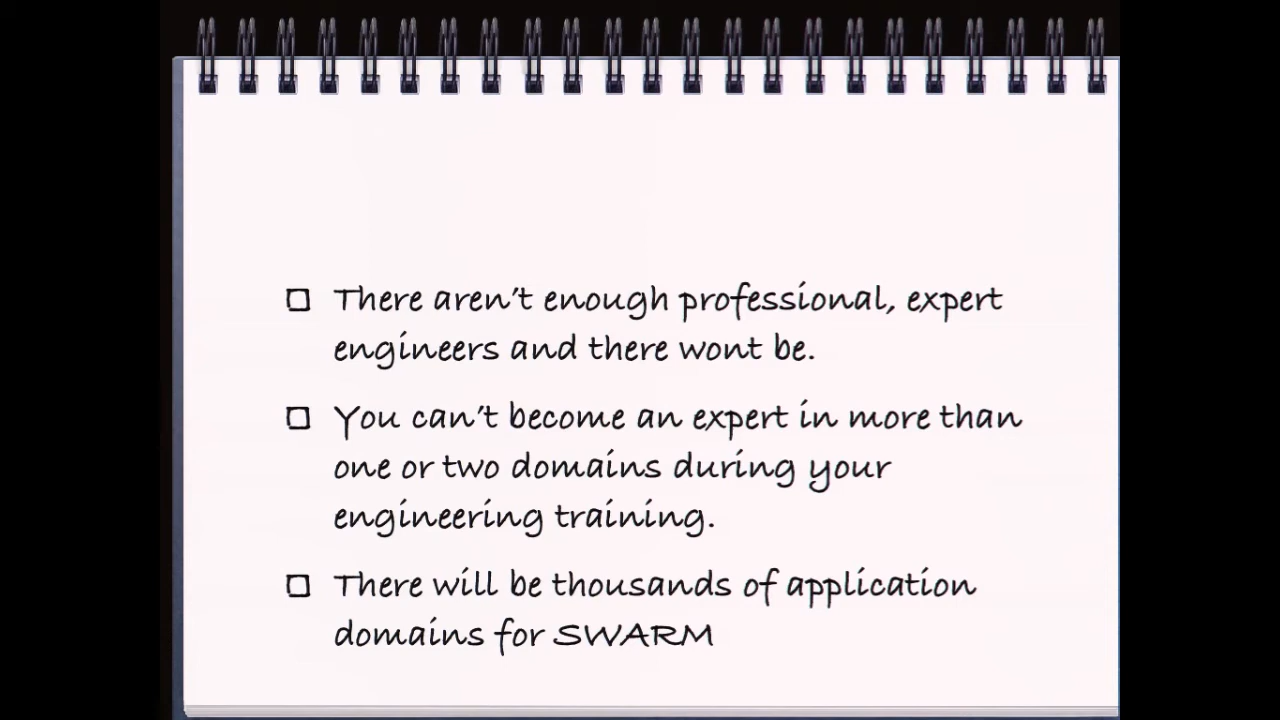 There aren't enough professional, expert
engineers and there wont be.
You can't become an expert in more than
one or two domains during your
engineering training.
There will be thousands of application
domains for SWARM